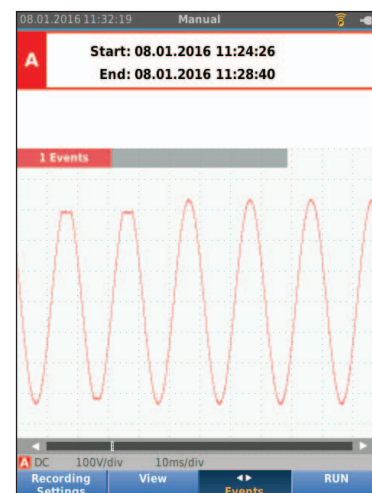 08.01.2016 11:32:19 Manual
A
Start: 08.01.2016 11:24:26
End: 08.01.2016 11:28:40
1 Events
A DC 100V/div 10ms/div
Recording Settings View Events RUN